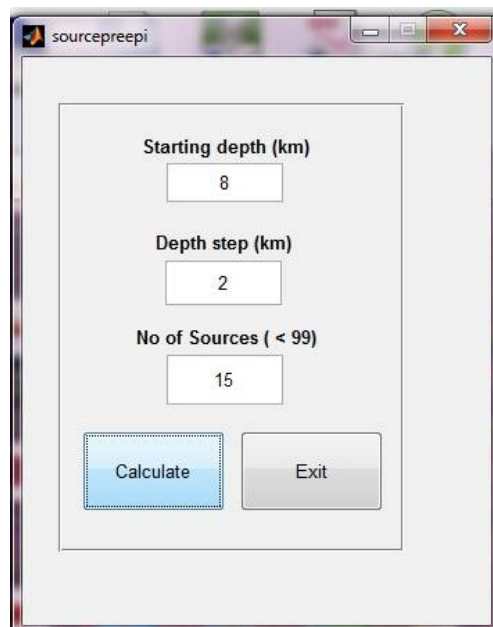 sourcepreepi
Starting depth (km)
8
Depth step (km)
2
No of Sources ( < 99)
15
Calculate Exit